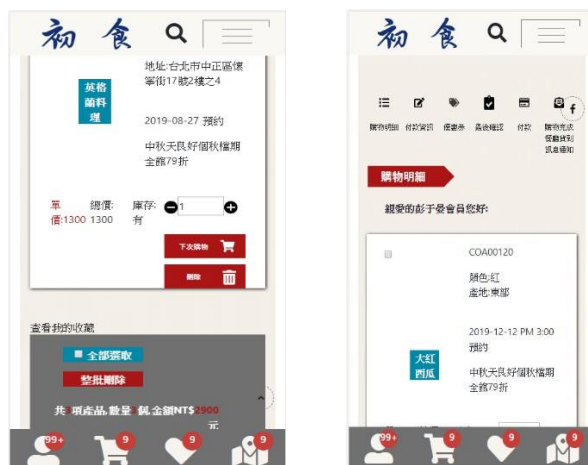 初 食
地址:台北市中正區懷
寧街17號2樓之4
英格
蘭料
理
2019-08-27 預約
中秋天良好個秋檔期
全館79折
單
價:1300
總價:
1300
庫存:
有
1
下次購物
刪除
查看我的收藏
全部選取
整批刪除
共3項產品,數量3個,金額NT$2900
元
99+
9
9
9
初 食
購物明細
付款資訊
優惠券
最後確認
付款
購物完成
餐廳收到
訊息通知
f
購物明細
親愛的彭于晏會員您好:
COA00120
顏色:紅
產地:東部
2019-12-12 PM 3:00
預約
大紅
西瓜
中秋天良好個秋檔期
全館79折
99+
9
9
9